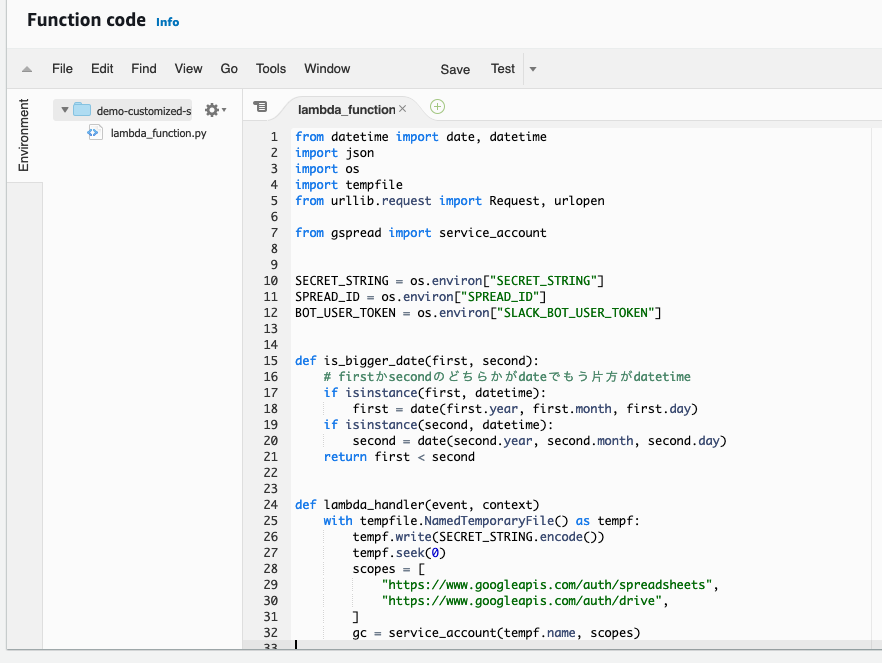 Function code Info
File Edit Find View Go Tools Window Save Test
Environment
demo-customized-s
lambda_function.py
lambda_function
1 from datetime import date, datetime
2 import json
3 import os
4 import tempfile
5 from urllib.request import Request, urlopen
6
7 from gspread import service_account
8
9
10 SECRET_STRING = os.environ["SECRET_STRING"]
11 SPREAD_ID = os.environ["SPREAD_ID"]
12 BOT_USER_TOKEN = os.environ["SLACK_BOT_USER_TOKEN"]
13
14
15 def is_bigger_date(first, second):
16     # firstかsecondのどちらかがdateでもう片方がdatetime
17     if isinstance(first, datetime):
18         first = date(first.year, first.month, first.day)
19     if isinstance(second, datetime):
20         second = date(second.year, second.month, second.day)
21     return first < second
22
23
24 def lambda_handler(event, context)
25     with tempfile.NamedTemporaryFile() as tempf:
26         tempf.write(SECRET_STRING.encode())
27         tempf.seek(0)
28         scopes = [
29             "https://www.googleapis.com/auth/spreadsheets",
30             "https://www.googleapis.com/auth/drive",
31         ]
32         gc = service_account(tempf.name, scopes)
33